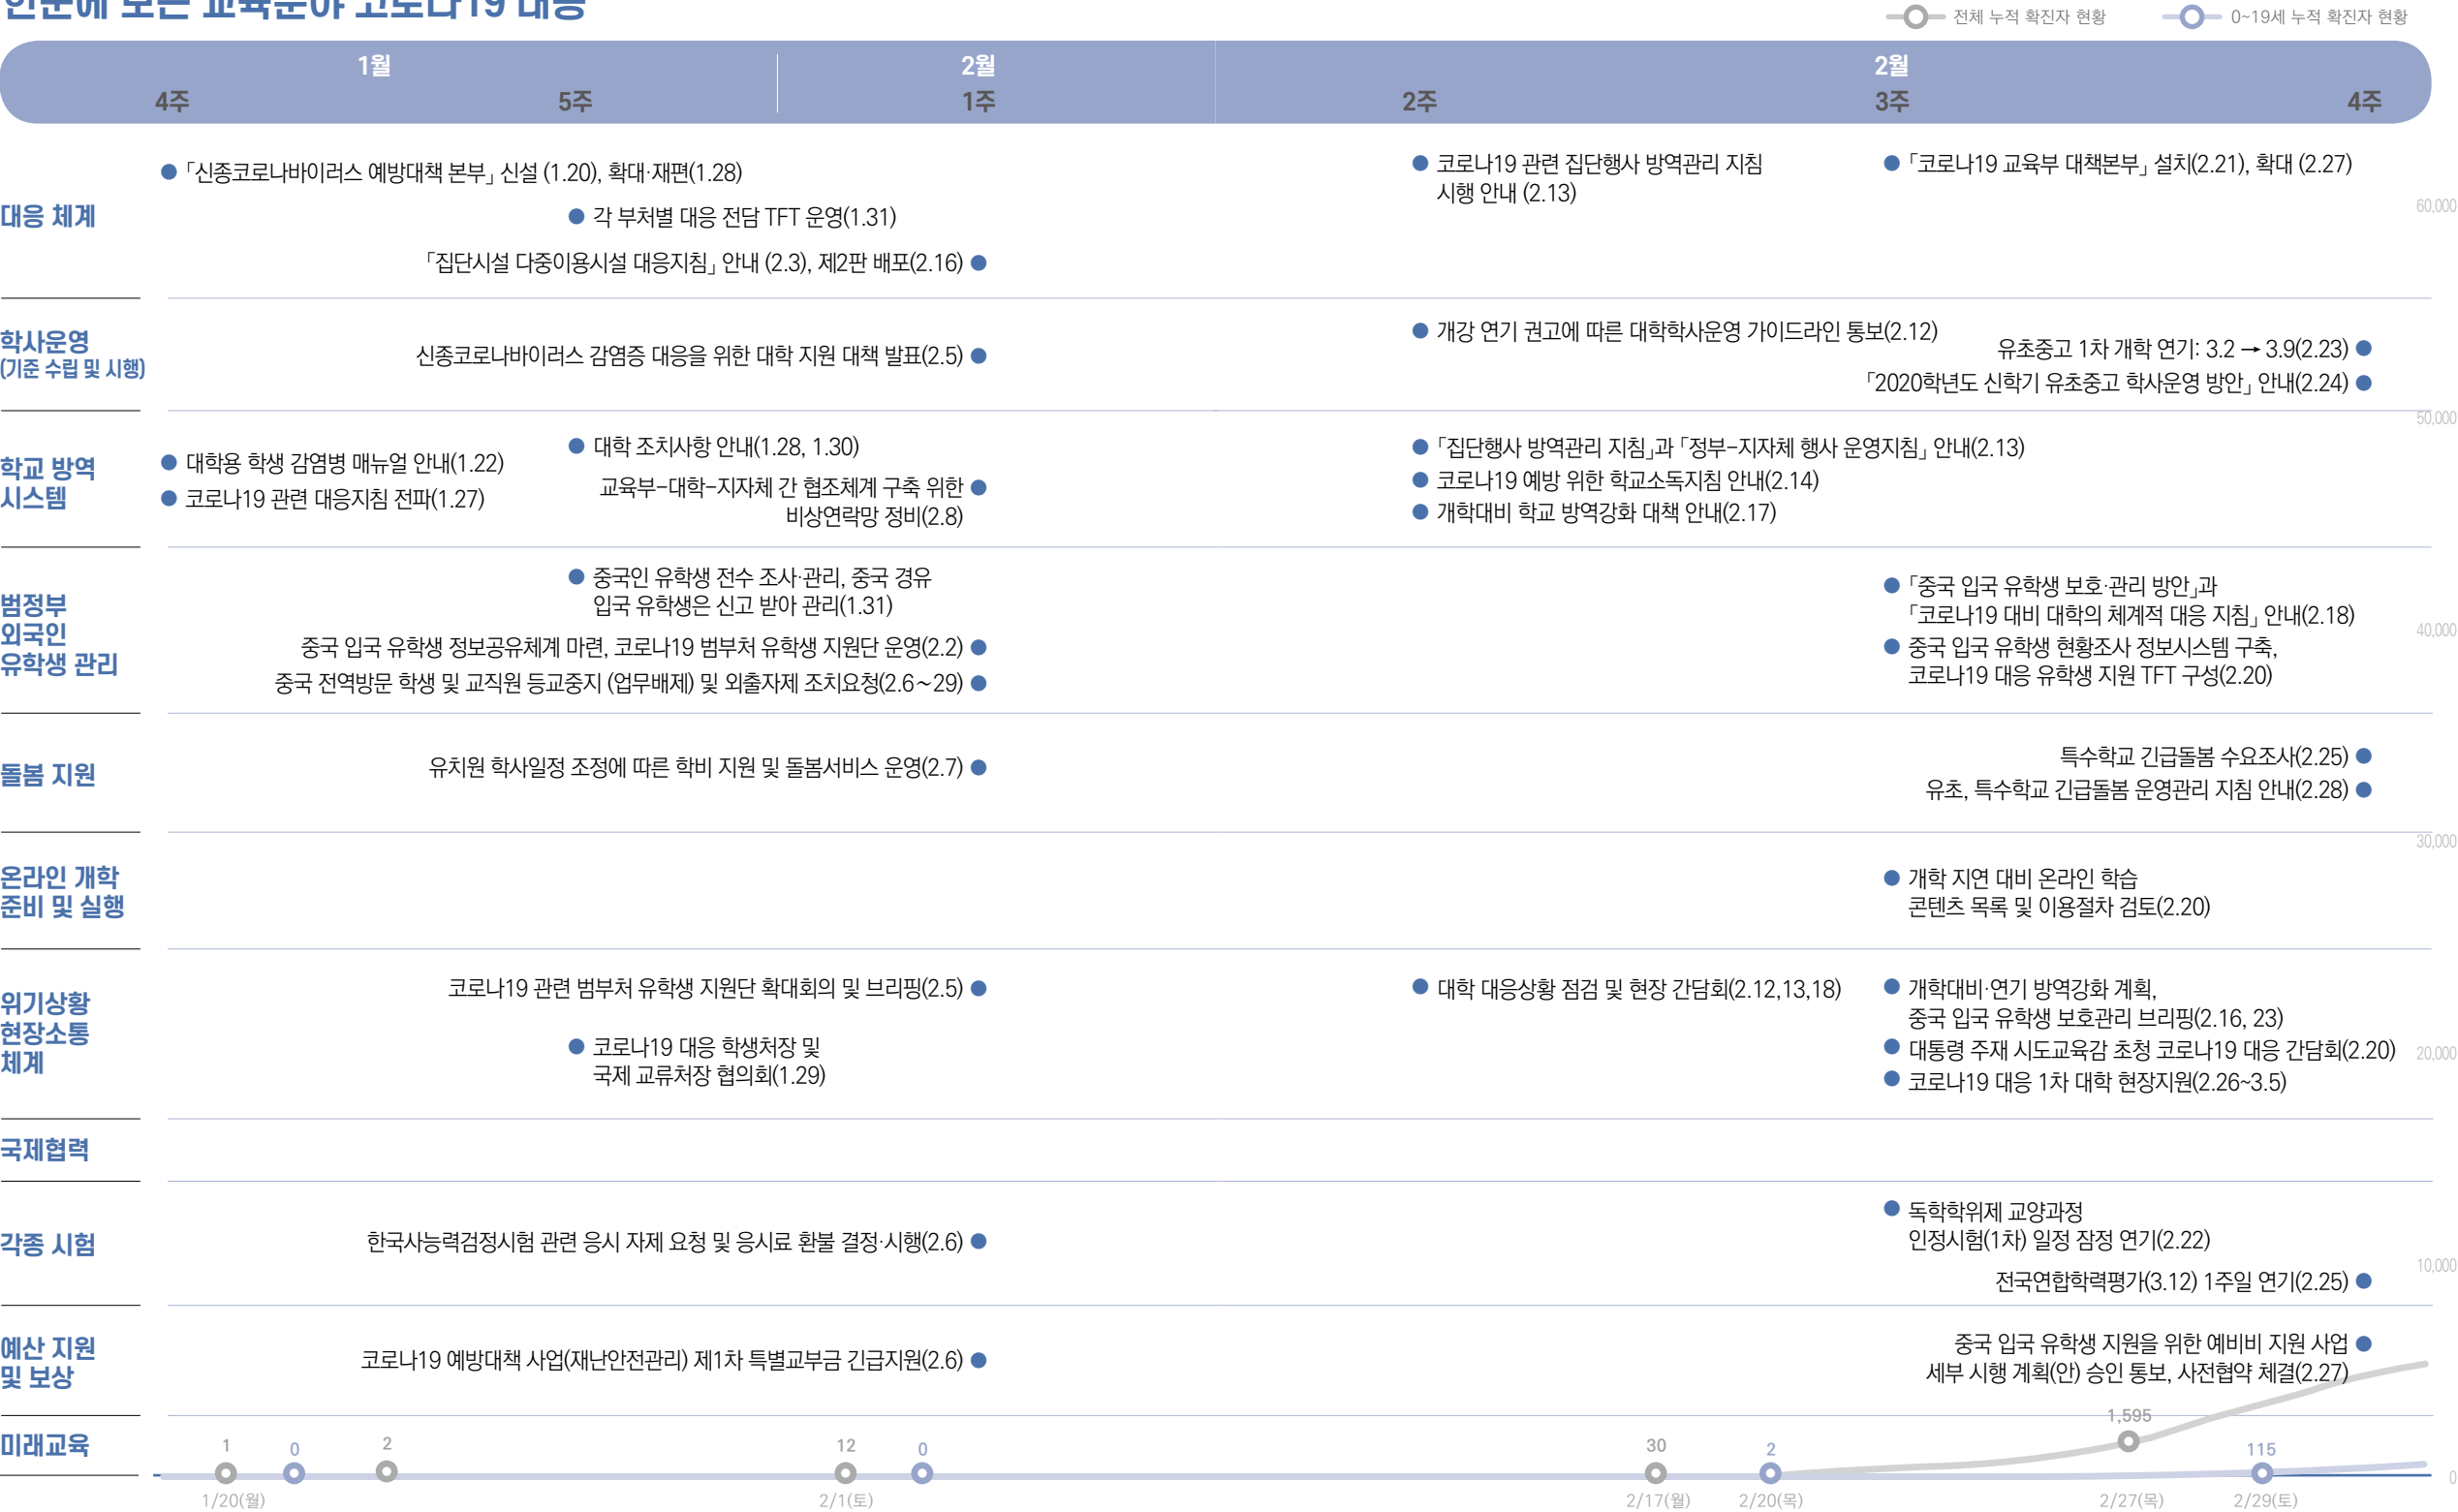 한눈에 보는 교육분야 코로나19 대응
전체 누적 확진자 현황
0~19세 누적 확진자 현황
1월
2월
2월
4주
5주
1주
2주
3주
4주
대응 체계
「신종코로나바이러스 예방대책 본부」 신설 (1.20), 확대·재편(1.28)
각 부처별 대응 전담 TFT 운영(1.31)
「집단시설 다중이용시설 대응지침」 안내 (2.3), 제2판 배포(2.16)
코로나19 관련 집단행사 방역관리 지침
시행 안내 (2.13)
「코로나19 교육부 대책본부」 설치(2.21), 확대 (2.27)
60,000
학사운영
(기준 수립 및 시행)
신종코로나바이러스 감염증 대응을 위한 대학 지원 대책 발표(2.5)
개강 연기 권고에 따른 대학학사운영 가이드라인 통보(2.12)
유초중고 1차 개학 연기: 3.2 → 3.9(2.23)
「2020학년도 신학기 유초중고 학사운영 방안」 안내(2.24)
50,000
학교 방역
시스템
대학용 학생 감염병 매뉴얼 안내(1.22)
코로나19 관련 대응지침 전파(1.27)
대학 조치사항 안내(1.28, 1.30)
교육부-대학-지자체 간 협조체계 구축 위한
비상연락망 정비(2.8)
「집단행사 방역관리 지침」과 「정부-지자체 행사 운영지침」 안내(2.13)
코로나19 예방 위한 학교소독지침 안내(2.14)
개학대비 학교 방역강화 대책 안내(2.17)
범정부
외국인
유학생 관리
중국인 유학생 전수 조사·관리, 중국 경유
입국 유학생은 신고 받아 관리(1.31)
중국 입국 유학생 정보공유체계 마련, 코로나19 범부처 유학생 지원단 운영(2.2)
중국 전역방문 학생 및 교직원 등교중지 (업무배제) 및 외출자제 조치요청(2.6~29)
「중국 입국 유학생 보호·관리 방안」과
「코로나19 대비 대학의 체계적 대응 지침」 안내(2.18)
중국 입국 유학생 현황조사 정보시스템 구축,
코로나19 대응 유학생 지원 TFT 구성(2.20)
40,000
돌봄 지원
유치원 학사일정 조정에 따른 학비 지원 및 돌봄서비스 운영(2.7)
특수학교 긴급돌봄 수요조사(2.25)
유초, 특수학교 긴급돌봄 운영관리 지침 안내(2.28)
30,000
온라인 개학
준비 및 실행
개학 지연 대비 온라인 학습
콘텐츠 목록 및 이용절차 검토(2.20)
위기상황
현장소통
체계
코로나19 관련 범부처 유학생 지원단 확대회의 및 브리핑(2.5)
코로나19 대응 학생처장 및
국제 교류처장 협의회(1.29)
대학 대응상황 점검 및 현장 간담회(2.12,13,18)
개학대비·연기 방역강화 계획,
중국 입국 유학생 보호관리 브리핑(2.16, 23)
대통령 주재 시도교육감 초청 코로나19 대응 간담회(2.20)
코로나19 대응 1차 대학 현장지원(2.26~3.5)
20,000
국제협력
각종 시험
한국사능력검정시험 관련 응시 자제 요청 및 응시료 환불 결정·시행(2.6)
독학학위제 교양과정
인정시험(1차) 일정 잠정 연기(2.22)
전국연합학력평가(3.12) 1주일 연기(2.25)
10,000
예산 지원
및 보상
코로나19 예방대책 사업(재난안전관리) 제1차 특별교부금 긴급지원(2.6)
중국 입국 유학생 지원을 위한 예비비 지원 사업
세부 시행 계획(안) 승인 통보, 사전협약 체결(2.27)
미래교육
1
0
2
12
0
30
2
1,595
115
0
1/20(월)
2/1(토)
2/17(월)
2/20(목)
2/27(목)
2/29(토)